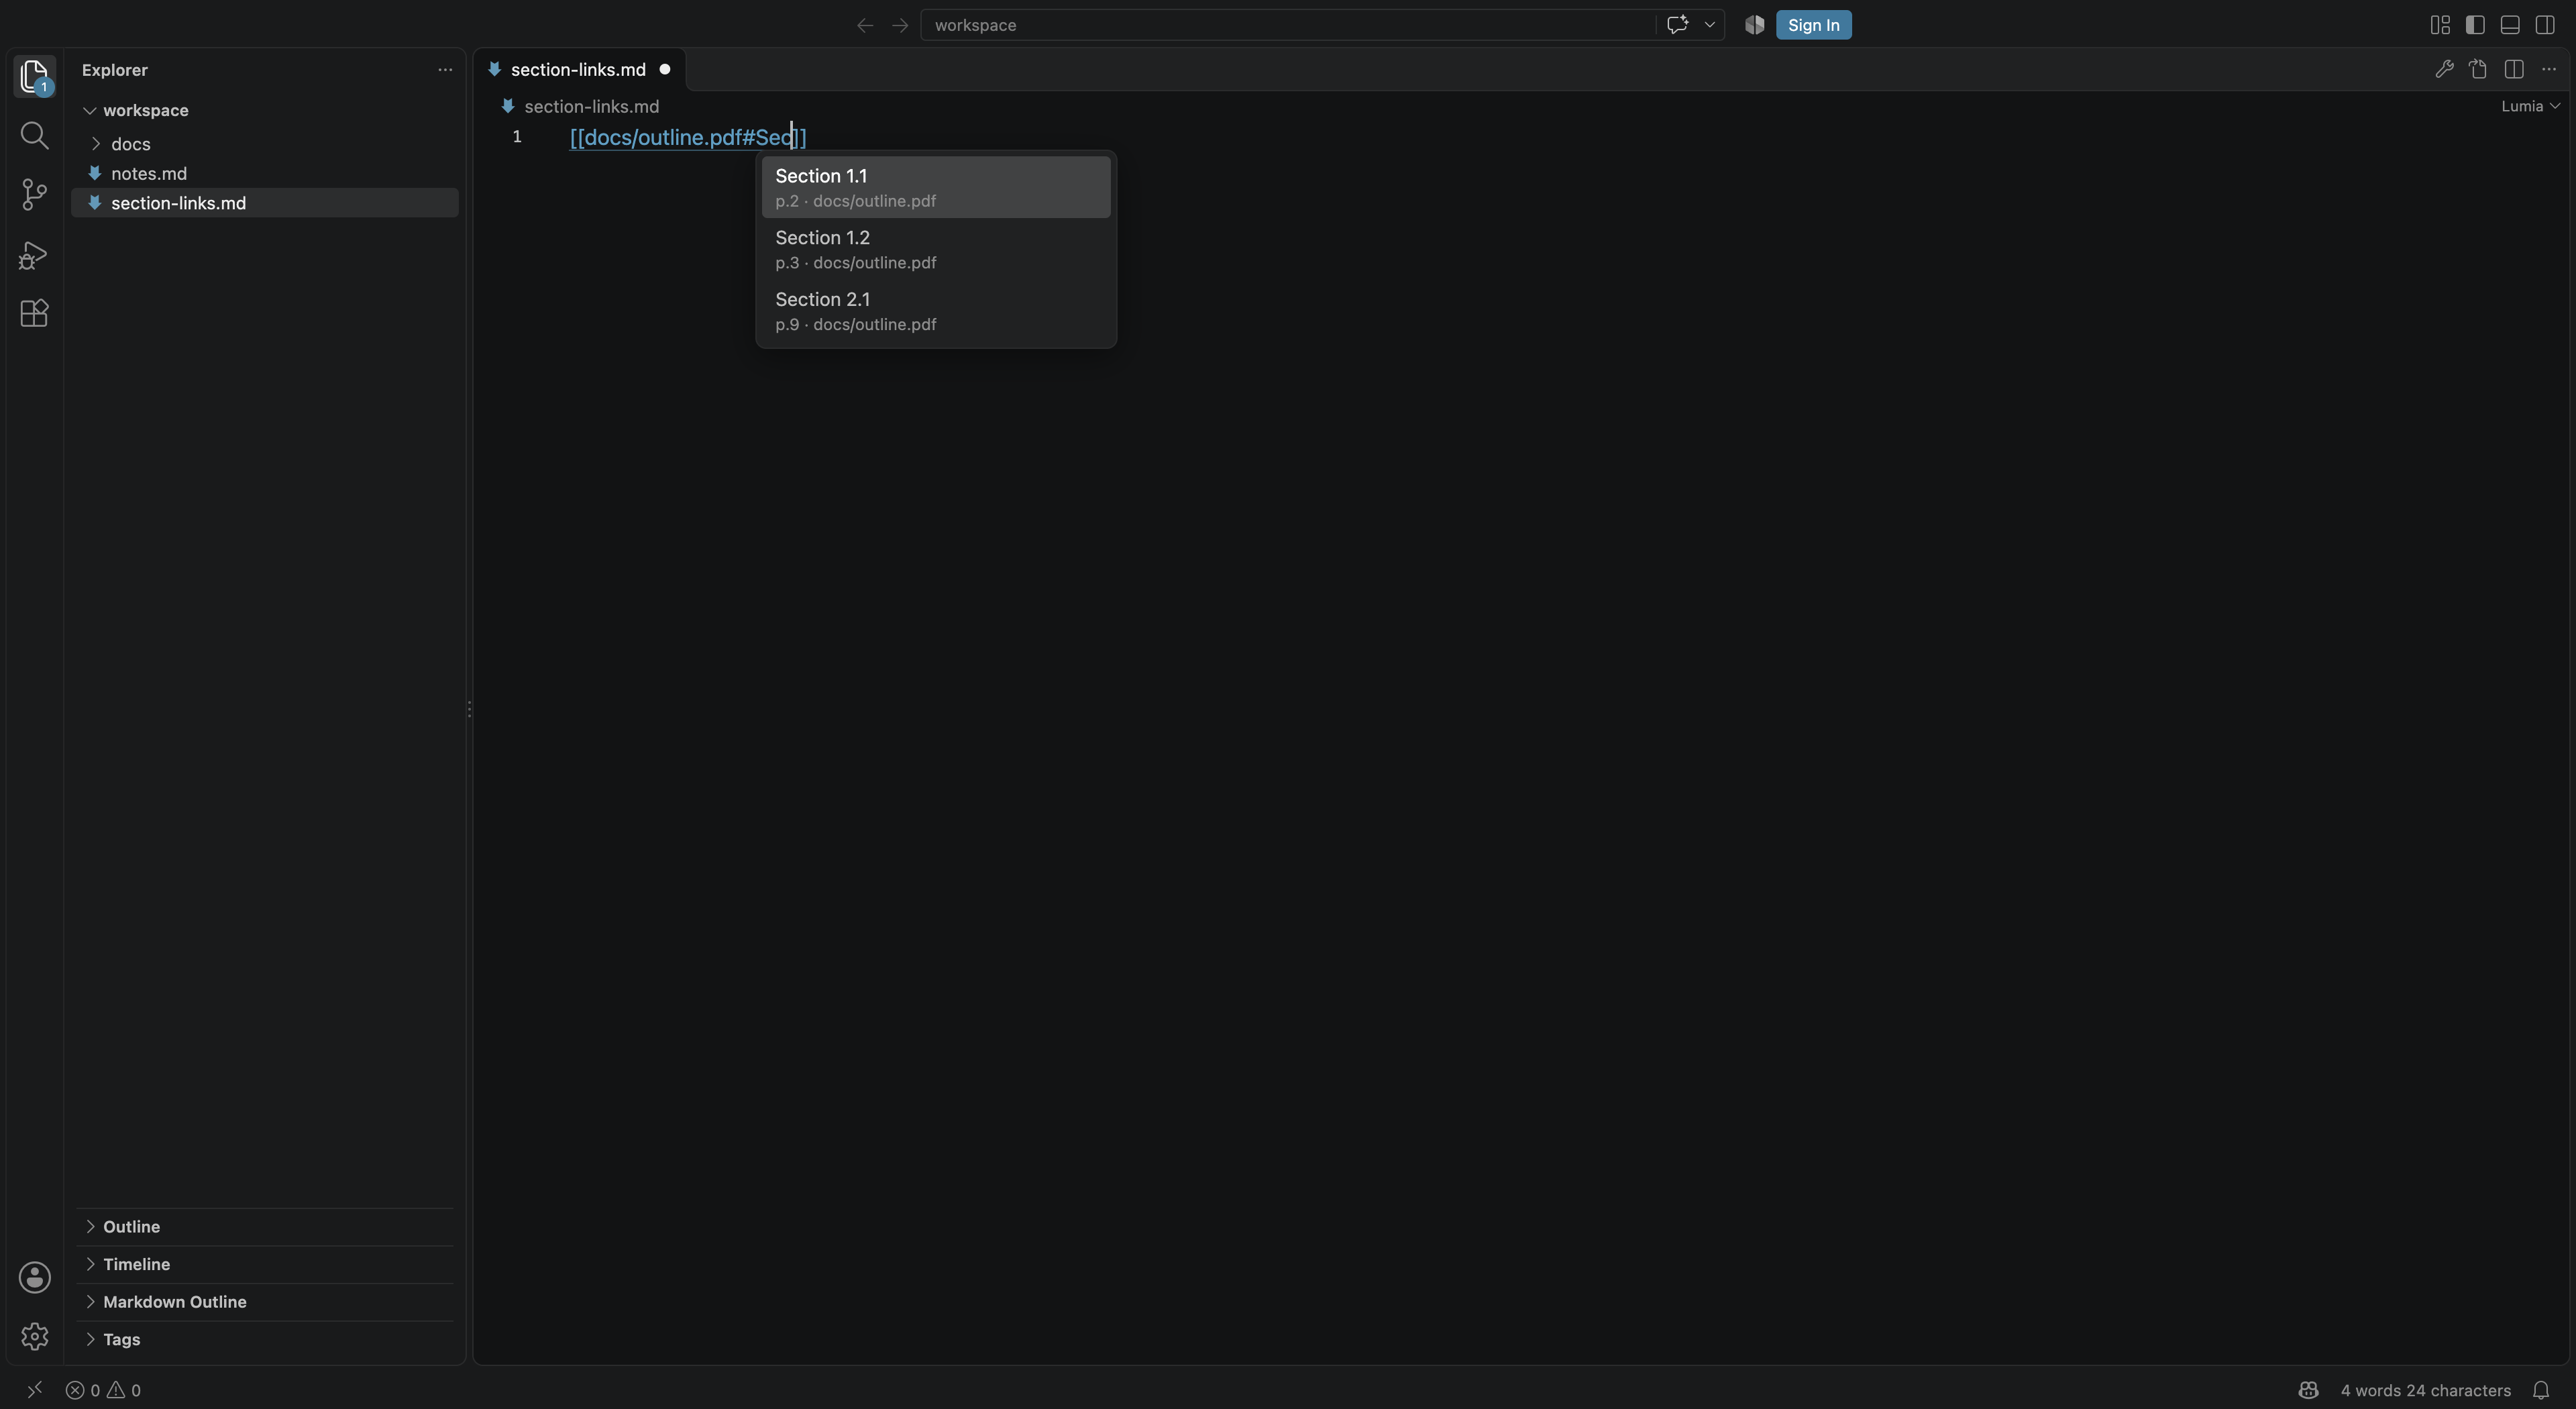 workspace
Sign In
Explorer
1
workspace
docs
notes.md
section-links.md
section-links.md
section-links.md
Lumia
1
[[docs/outline.pdf#Sec]]
Section 1.1
p.2 · docs/outline.pdf
Section 1.2
p.3 · docs/outline.pdf
Section 2.1
p.9 · docs/outline.pdf
Outline
Timeline
Markdown Outline
Tags
0 0
4 words 24 characters